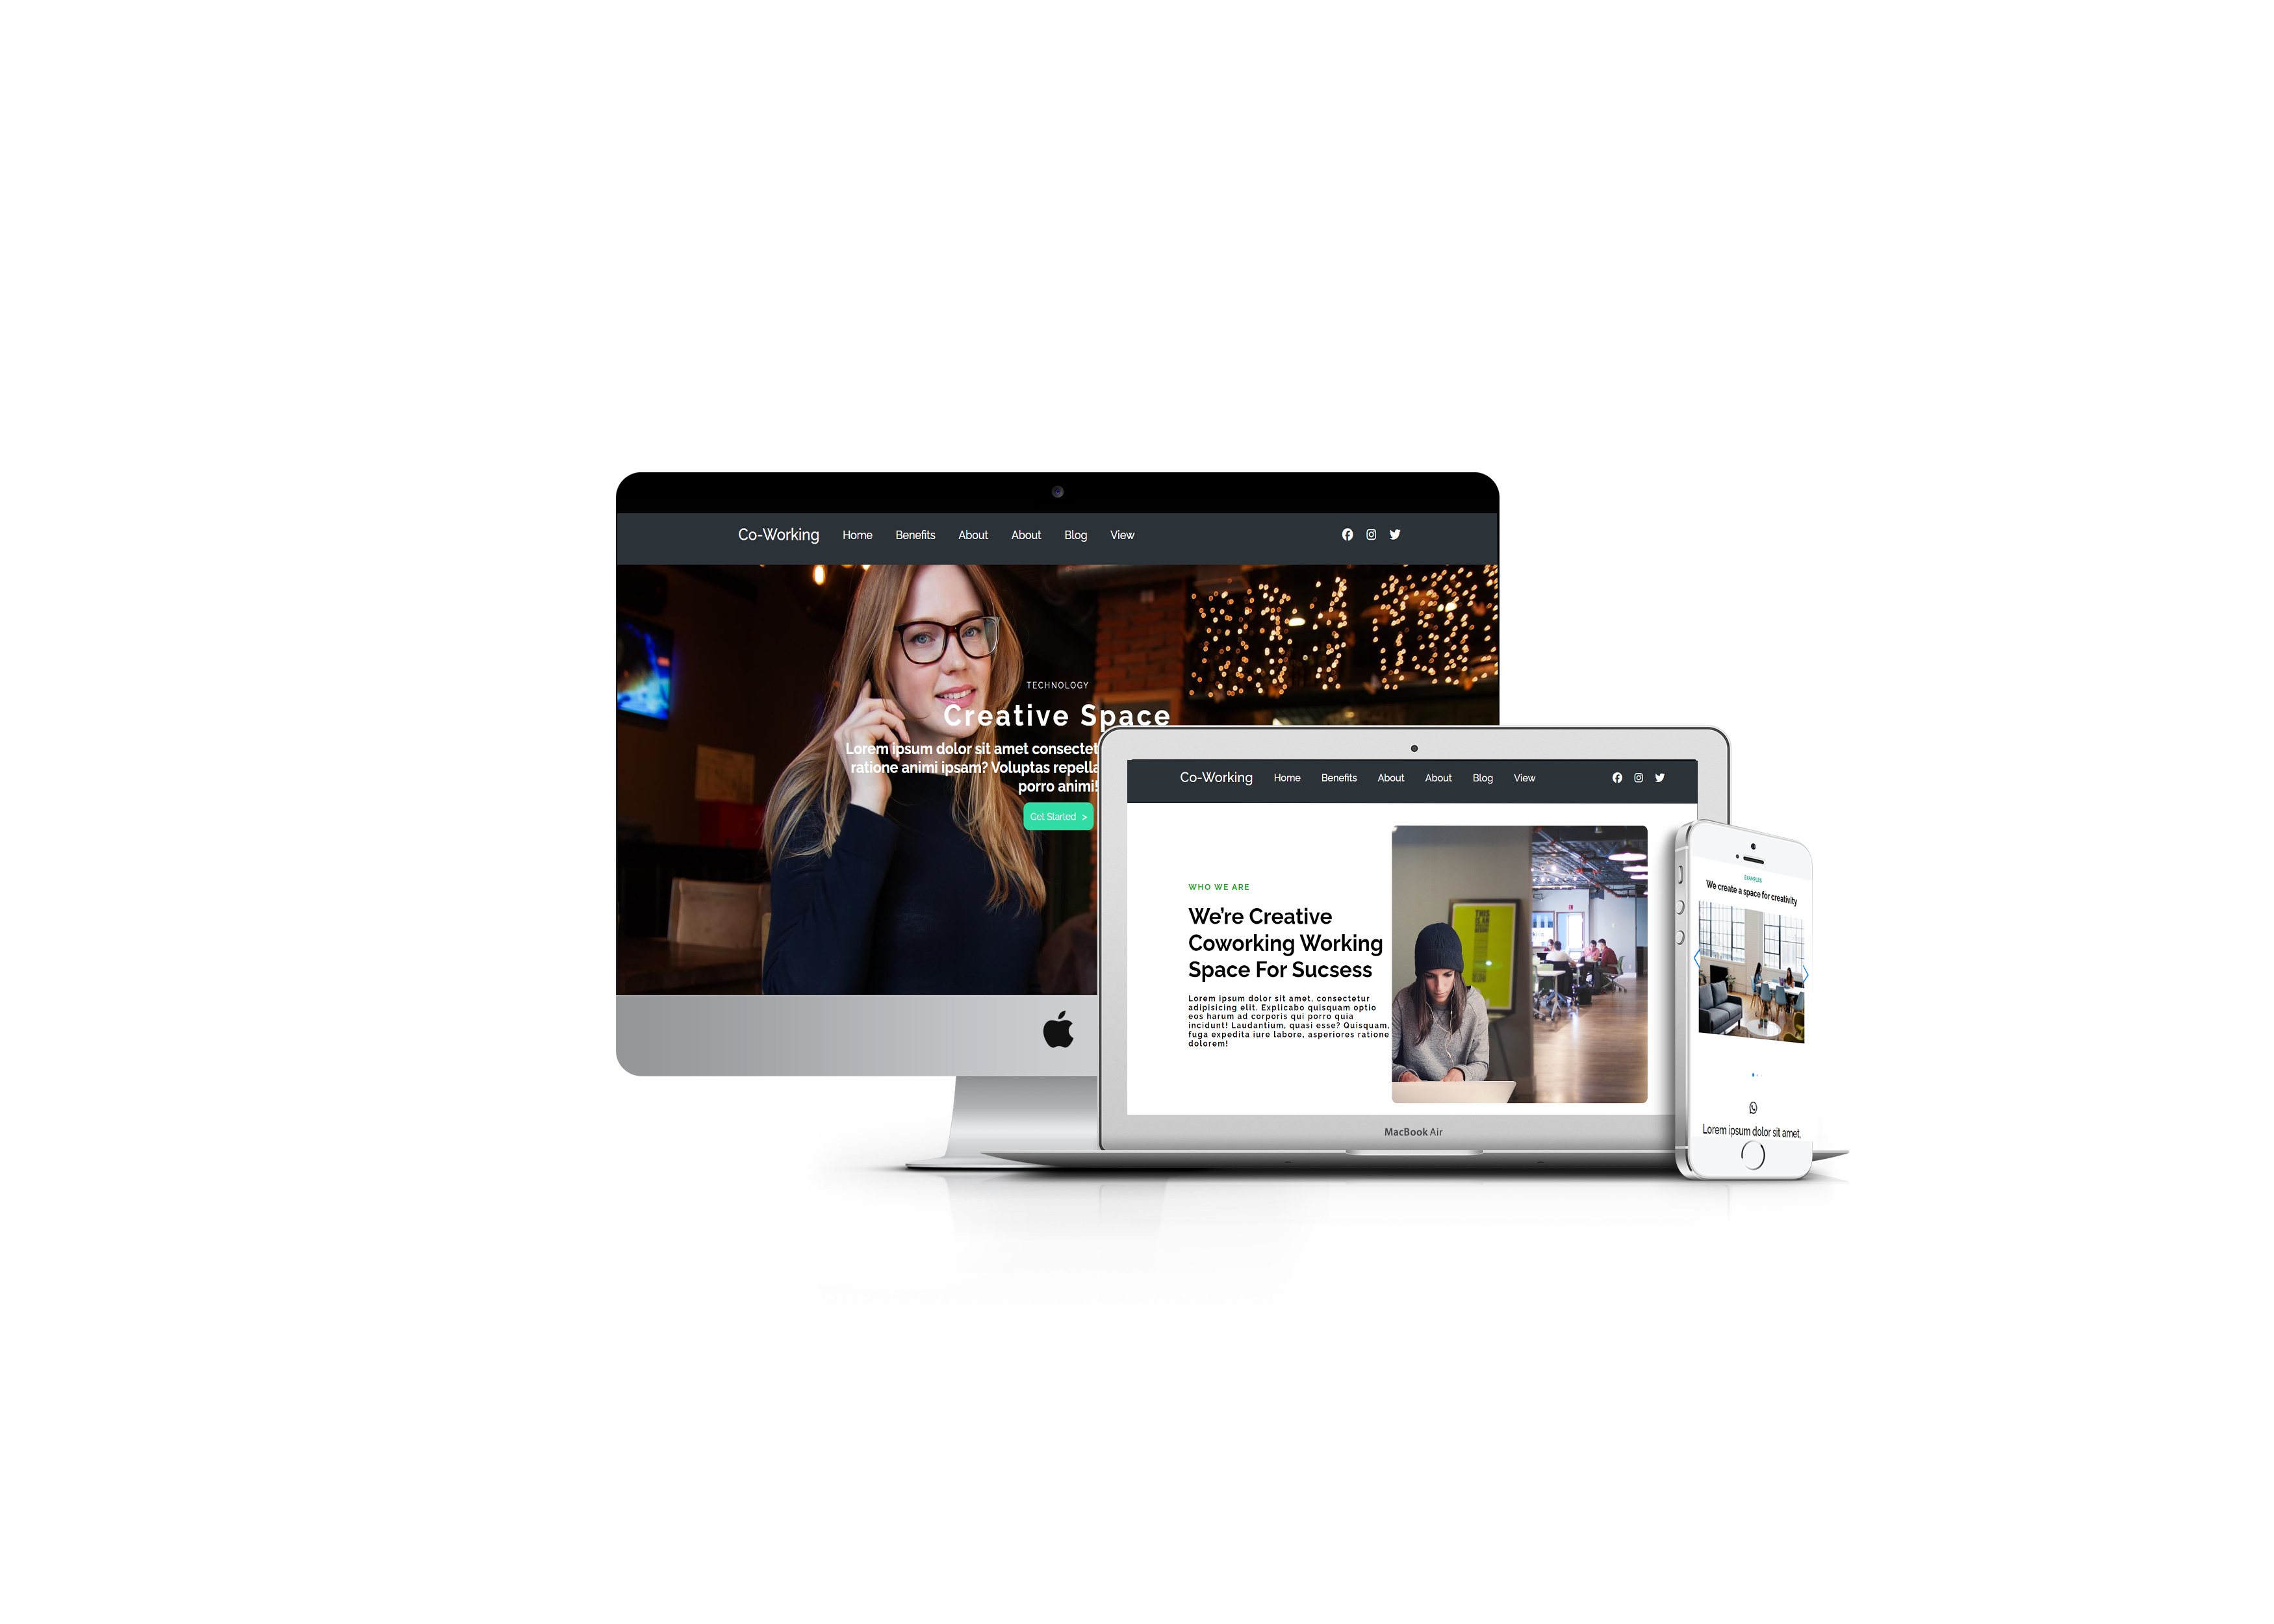 Co-Working Home Benefits About About Blog View
TECHNOLOGY
Creative Space
Lorem ipsum dolor sit amet consectet
ratione animi ipsam? Voluptas repella
porro animi!
Get Started >
Co-Working Home Benefits About About Blog View
WHO WE ARE
We're Creative
Coworking Working
Space For Sucsess
Lorem ipsum dolor sit amet, consectetur
adipisicing elit. Explicabo quisquam optio
eos harum ad corporis qui porro quia
incidunt! Laudantium, quasi esse? Quisquam,
fuga expedita iure labore, asperiores ratione
dolorem!
THIS
IS AN
MacBook Air
EXAMPLES
We create a space for creativity
Lorem ipsum dolor sit amet,